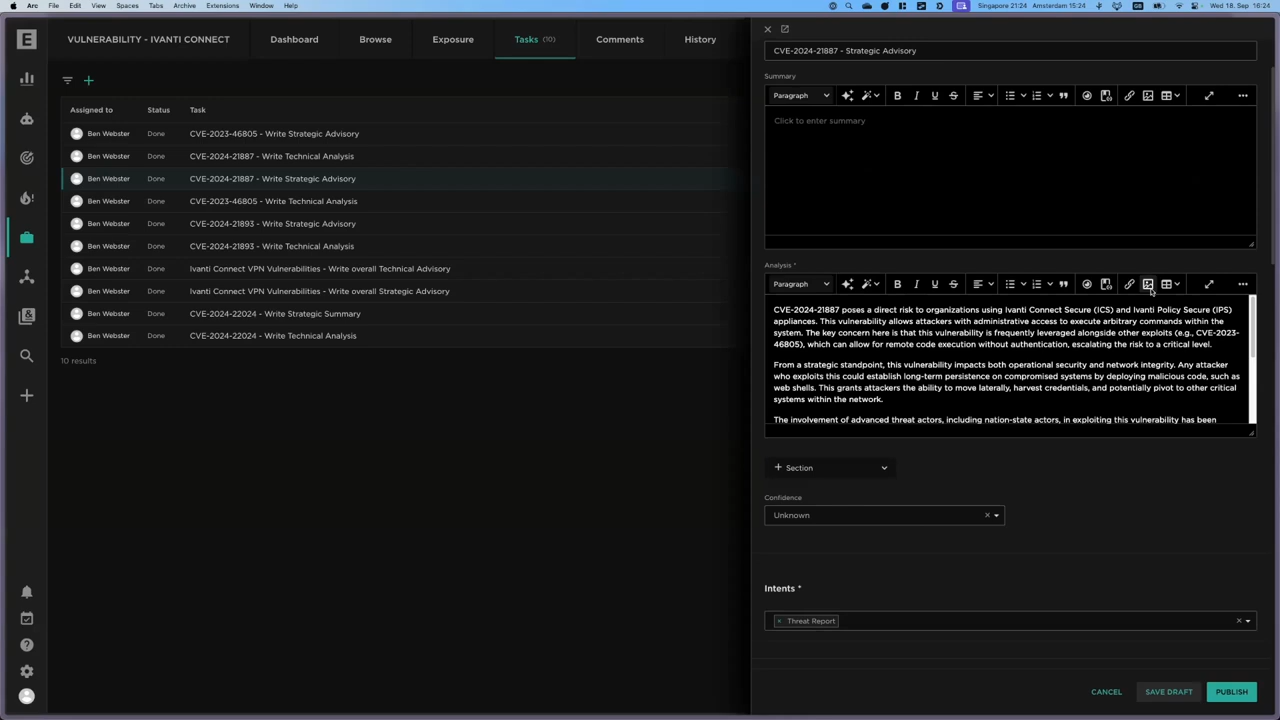 Arc File Edit View Spaces Tabs Archive Extensions Window Help
Singapore 21:24 Amsterdam 15:24
Wed 18. Sep 16:24
VULNERABILITY - IVANTI CONNECT
Dashboard Browse Exposure Tasks (10) Comments History
Assigned to Status Task
Ben Webster Done CVE-2023-46805 - Write Strategic Advisory
Ben Webster Done CVE-2024-21887 - Write Technical Analysis
Ben Webster Done CVE-2024-21887 - Write Strategic Advisory
Ben Webster Done CVE-2023-46805 - Write Technical Analysis
Ben Webster Done CVE-2024-21893 - Write Strategic Advisory
Ben Webster Done CVE-2024-21893 - Write Technical Analysis
Ben Webster Done Ivanti Connect VPN Vulnerabilities - Write overall Technical Advisory
Ben Webster Done Ivanti Connect VPN Vulnerabilities - Write overall Strategic Advisory
Ben Webster Done CVE-2024-22024 - Write Strategic Summary
Ben Webster Done CVE-2024-22024 - Write Technical Analysis
10 results
CVE-2024-21887 - Strategic Advisory
Summary
Paragraph B I U S
Click to enter summary
Analysis *
Paragraph B I U S
CVE-2024-21887 poses a direct risk to organizations using Ivanti Connect Secure (ICS) and Ivanti Policy Secure (IPS)
appliances. This vulnerability allows attackers with administrative access to execute arbitrary commands within the
system. The key concern here is that this vulnerability is frequently leveraged alongside other exploits (e.g., CVE-2023-
46805), which can allow for remote code execution without authentication, escalating the risk to a critical level.
From a strategic standpoint, this vulnerability impacts both operational security and network integrity. Any attacker
who exploits this could establish long-term persistence on compromised systems by deploying malicious code, such as
web shells. This grants attackers the ability to move laterally, harvest credentials, and potentially pivot to other critical
systems within the network.
The involvement of advanced threat actors, including nation-state actors, in exploiting this vulnerability has been
+ Section
Confidence
Unknown
Intents *
× Threat Report
CANCEL SAVE DRAFT PUBLISH